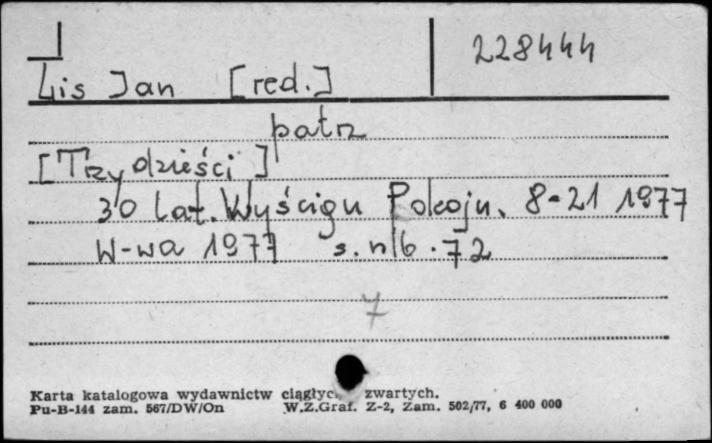 228444
Lis Jan [red.]
patrz
[Trzydzieści]
30 lat. Wyścigu Pokoju. 8-21 1977
W-wa 1977 s. nlb. 72
7
Karta katalogowa wydawnictw zwartych.
Pu-B-144 zam. 567/DW/On W.Z.Graf. Z-2, Zam. 502/77, 6 400 000